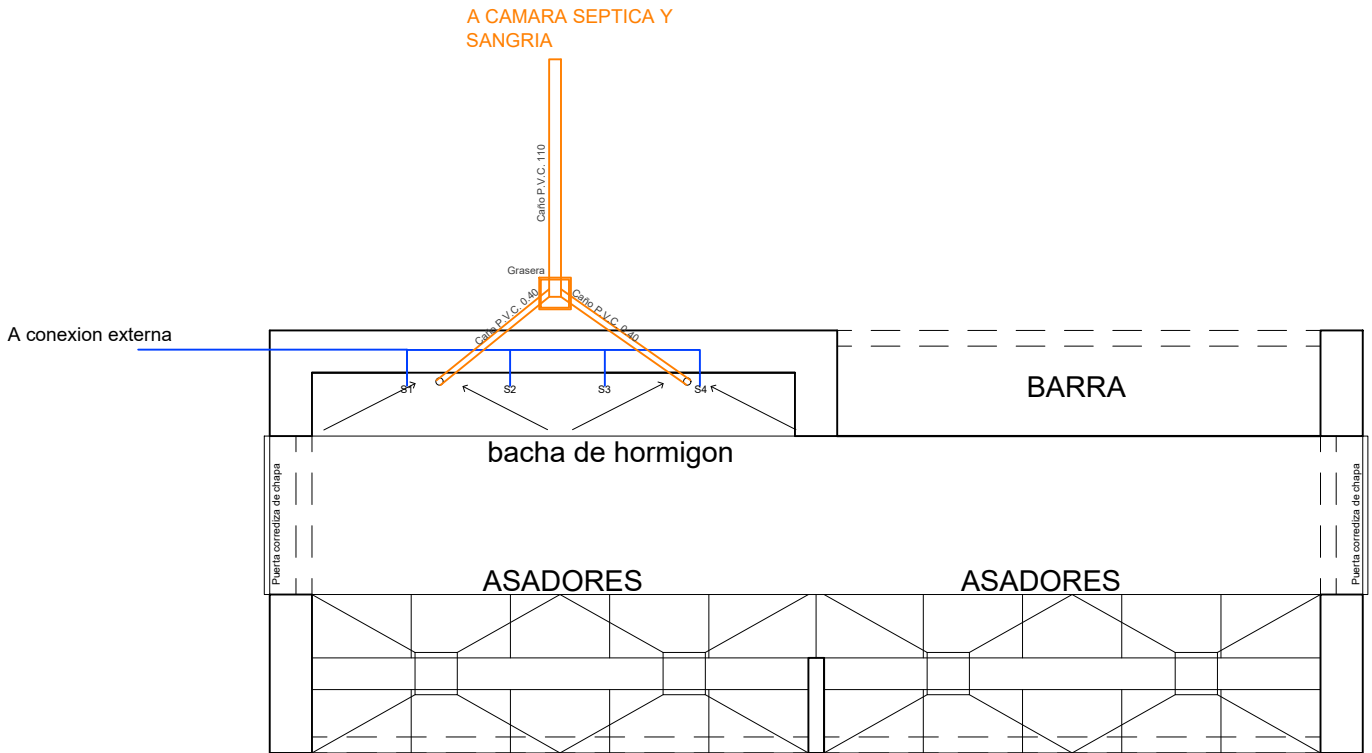 A CAMARA SEPTICA Y
SANGRIA
Caño P.V.C. 110
Grasera
Caño P.V.C. 0.40
Caño P.V.C. 0.40
A conexion externa
S1
S2
S3
S4
BARRA
bacha de hormigon
Puerta corrediza de chapa
Puerta corrediza de chapa
ASADORES
ASADORES